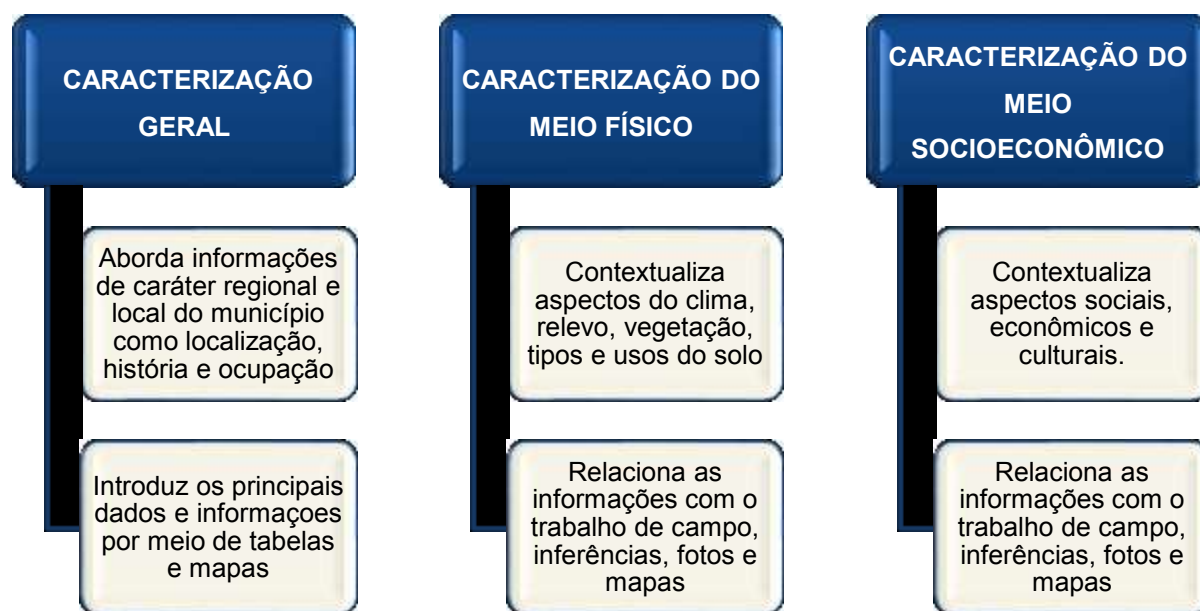 CARACTERIZAÇÃO
GERAL
Aborda informações
de caráter regional e
local do município
como localização,
história e ocupação
Introduz os principais
dados e informaçoes
por meio de tabelas
e mapas
CARACTERIZAÇÃO DO
MEIO FÍSICO
Contextualiza
aspectos do clima,
relevo, vegetação,
tipos e usos do solo
Relaciona as
informações com o
trabalho de campo,
inferências, fotos e
mapas
CARACTERIZAÇÃO DO
MEIO
SOCIOECONÔMICO
Contextualiza
aspectos sociais,
econômicos e
culturais.
Relaciona as
informações com o
trabalho de campo,
inferências, fotos e
mapas